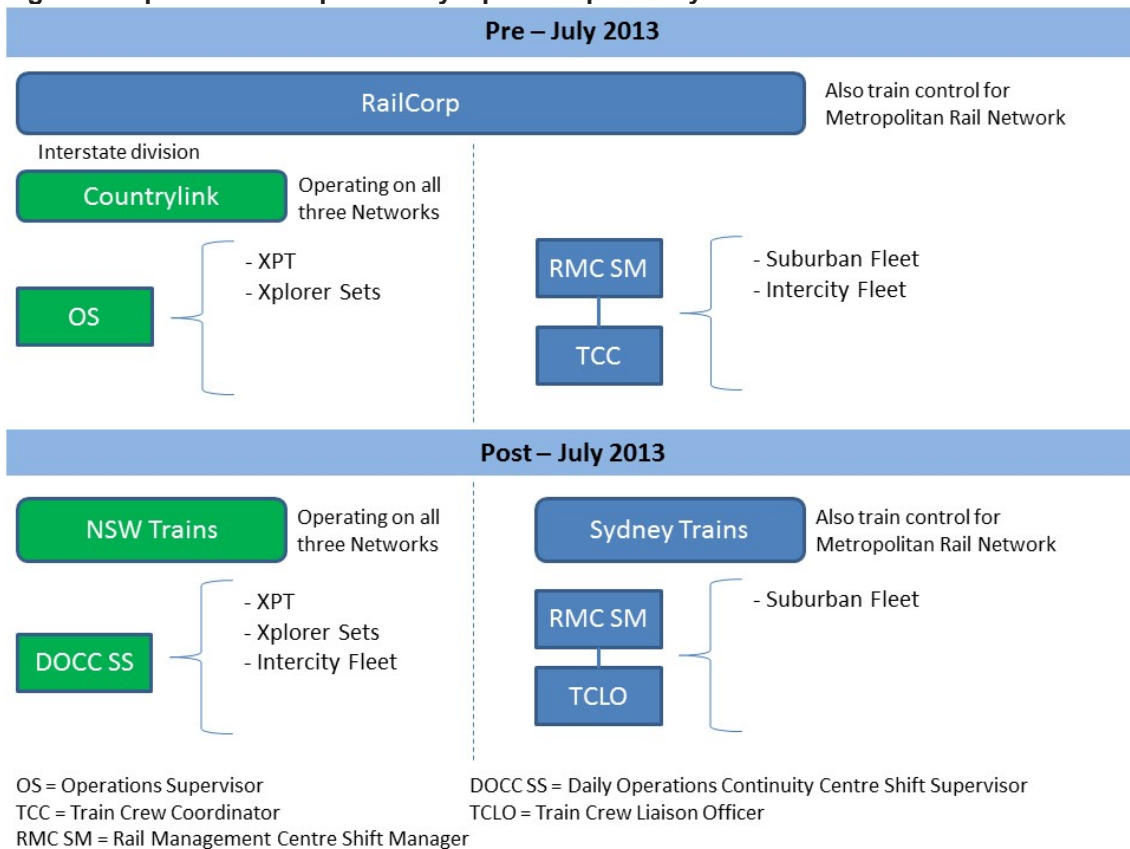 Pre – July 2013
RailCorp
Also train control for
Metropolitan Rail Network
Interstate division
Countrylink
Operating on all
three Networks
OS
- XPT
- Xplorer Sets
RMC SM
TCC
- Suburban Fleet
- Intercity Fleet
Post – July 2013
NSW Trains
Operating on all
three Networks
DOCC SS
- XPT
- Xplorer Sets
- Intercity Fleet
Sydney Trains
Also train control for
Metropolitan Rail Network
RMC SM
TCLO
- Suburban Fleet
OS = Operations Supervisor
TCC = Train Crew Coordinator
RMC SM = Rail Management Centre Shift Manager
DOCC SS = Daily Operations Continuity Centre Shift Supervisor
TCLO = Train Crew Liaison Officer